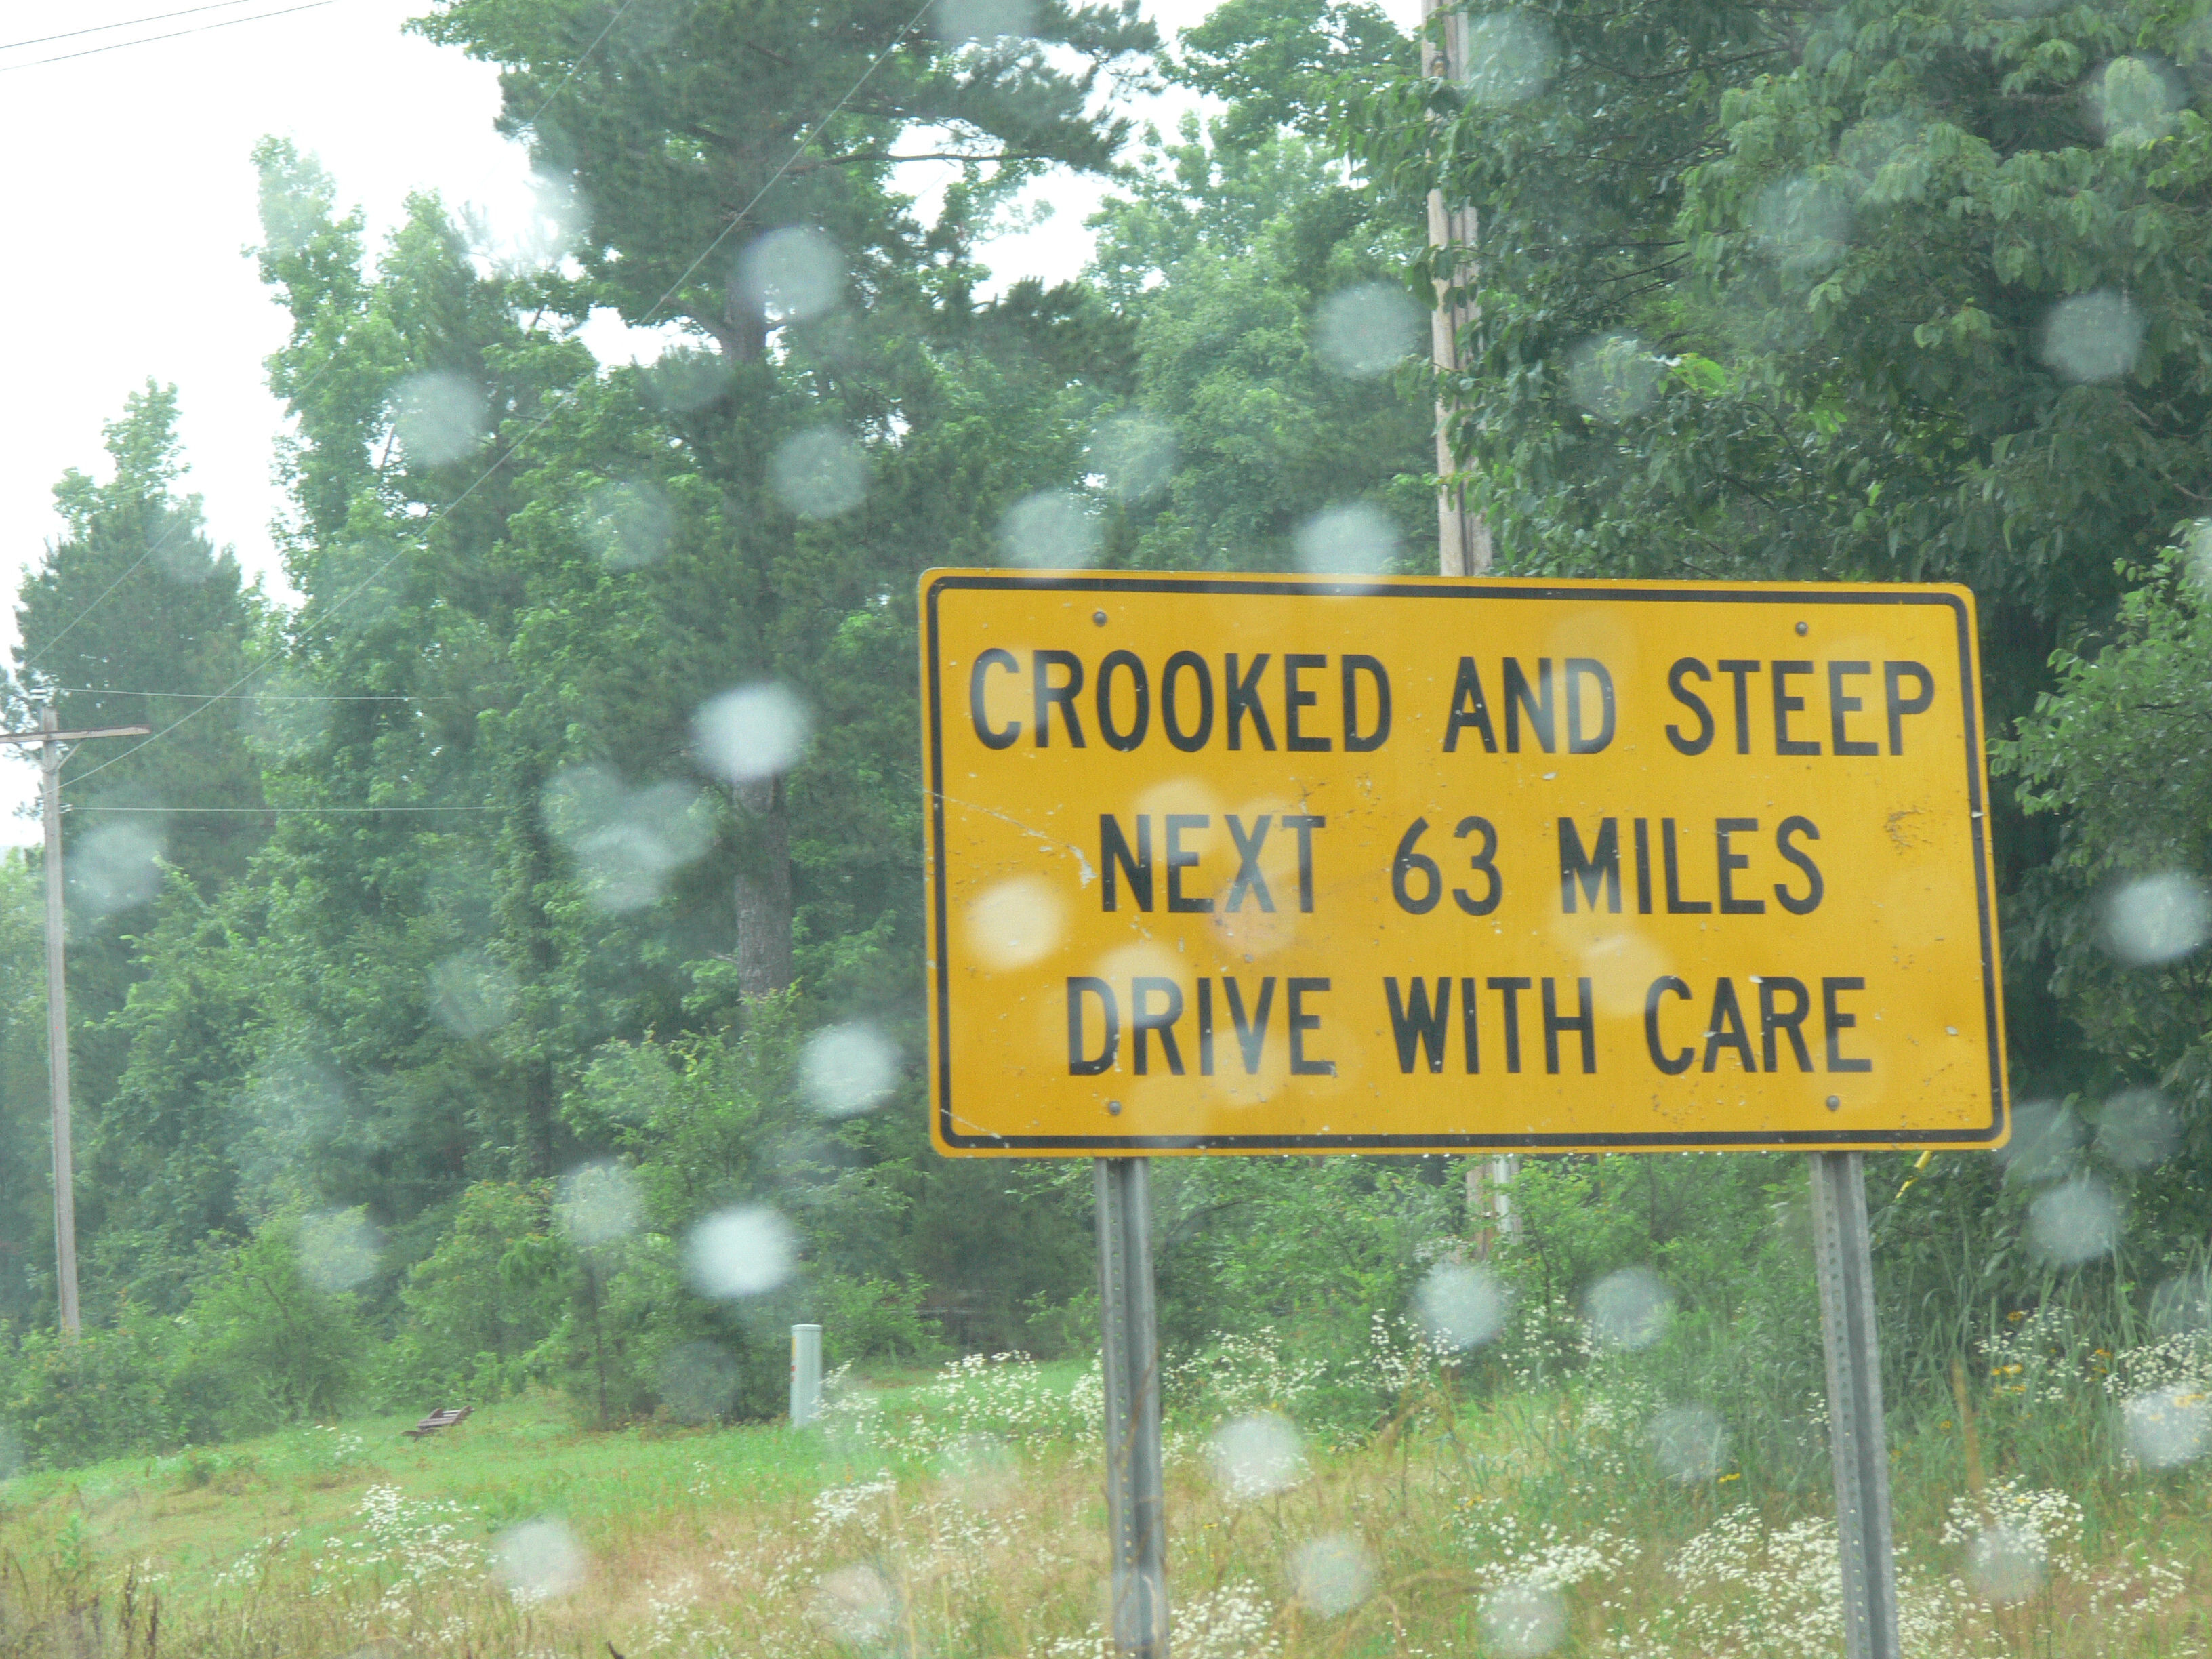 CROOKED AND STEEP
NEXT 63 MILES
DRIVE WITH CARE